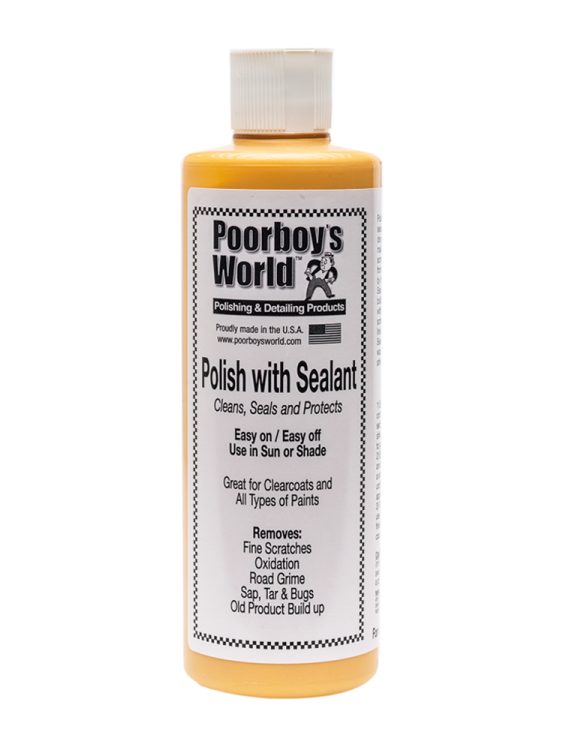 Poorboy's
World™
Polishing & Detailing Products
Proudly made in the U.S.A.
www.poorboysworld.com
Polish with Sealant
Cleans, Seals and Protects
Easy on / Easy off
Use in Sun or Shade
Great for Clearcoats and
All Types of Paints
Removes:
Fine Scratches
Oxidation
Road Grime
Sap, Tar & Bugs
Old Product Build up